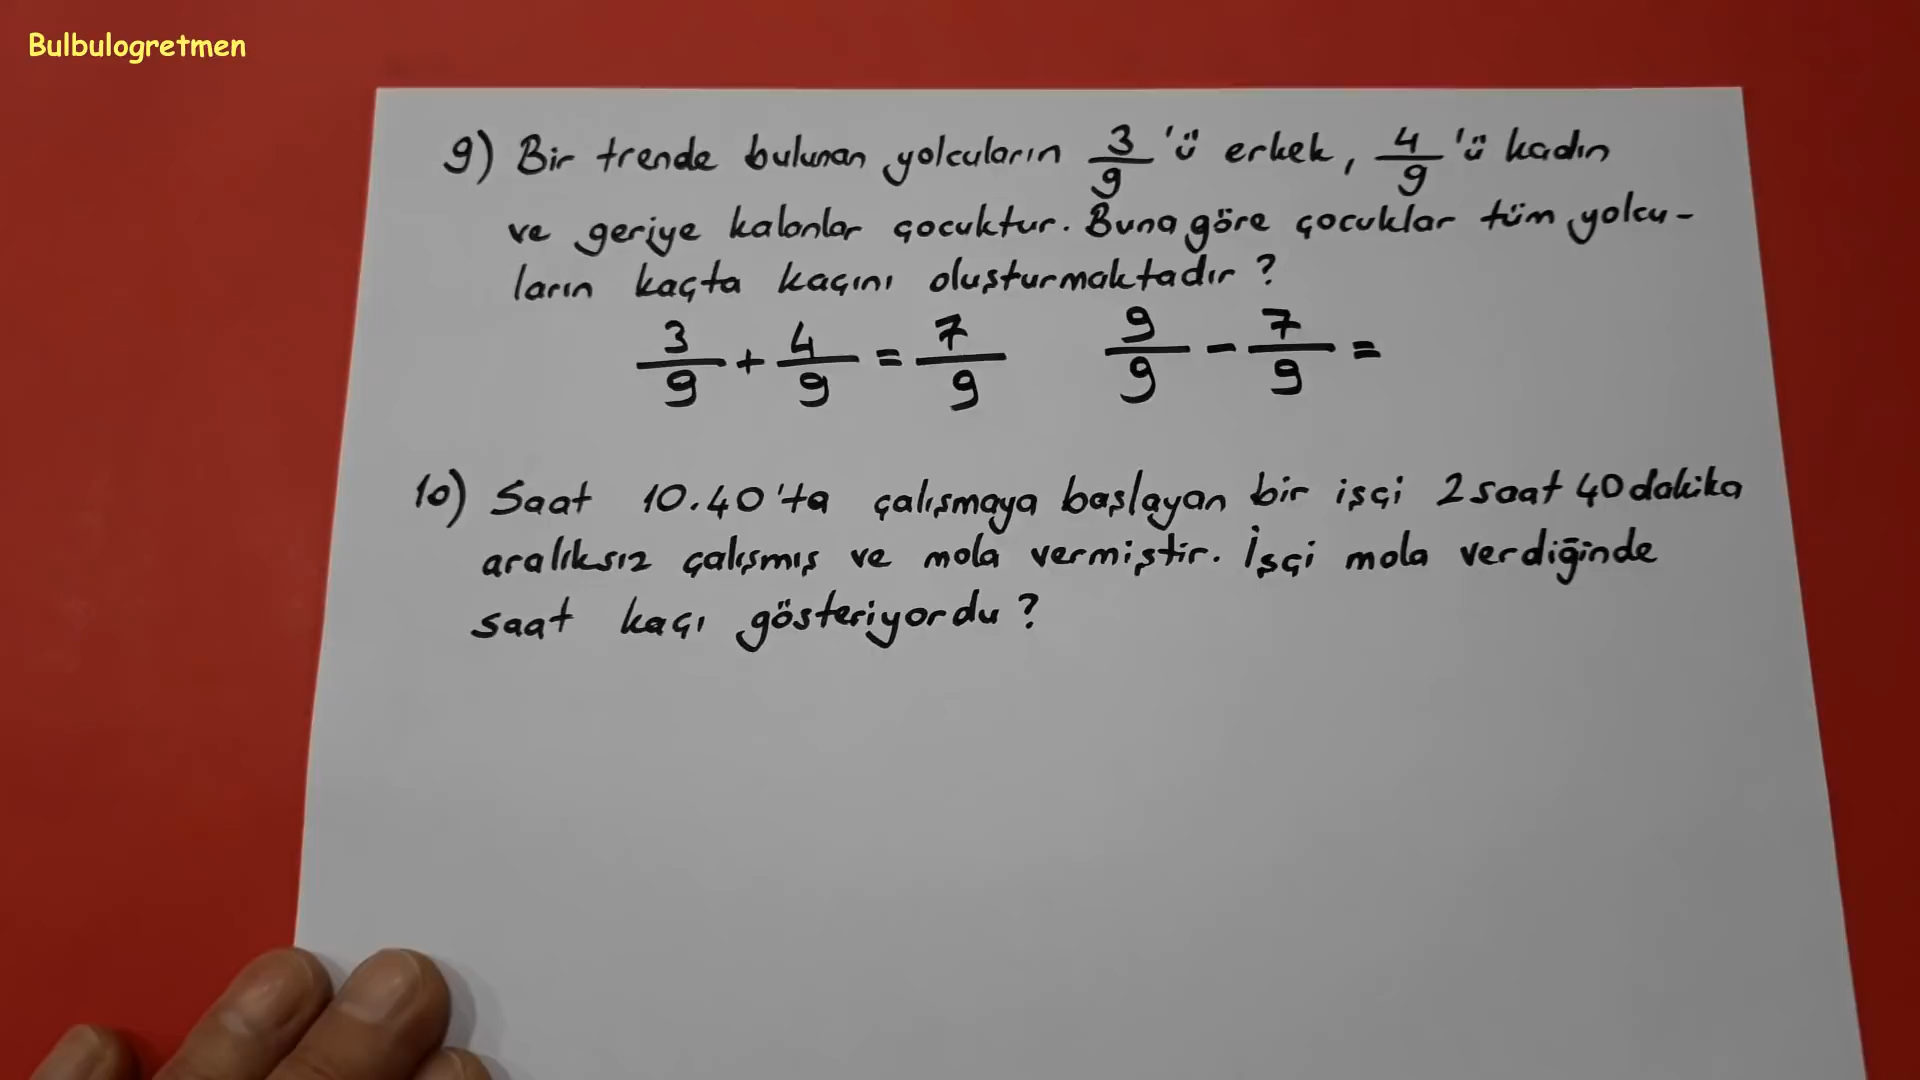 Bulbulogretmen
9) Bir trende bulunan yolcuların 3/9 'ü erkek, 4/9 'ü kadın
ve geriye kalanlar çocuktur. Buna göre çocuklar tüm yolcu-
ların kaçta kaçını oluşturmaktadır?
3/9 + 4/9 = 7/9   9/9 - 7/9 =
10) Saat 10.40'ta çalışmaya başlayan bir işçi 2 saat 40 dakika
aralıksız çalışmış ve mola vermiştir. İşçi mola verdiğinde
saat kaçı gösteriyordu?